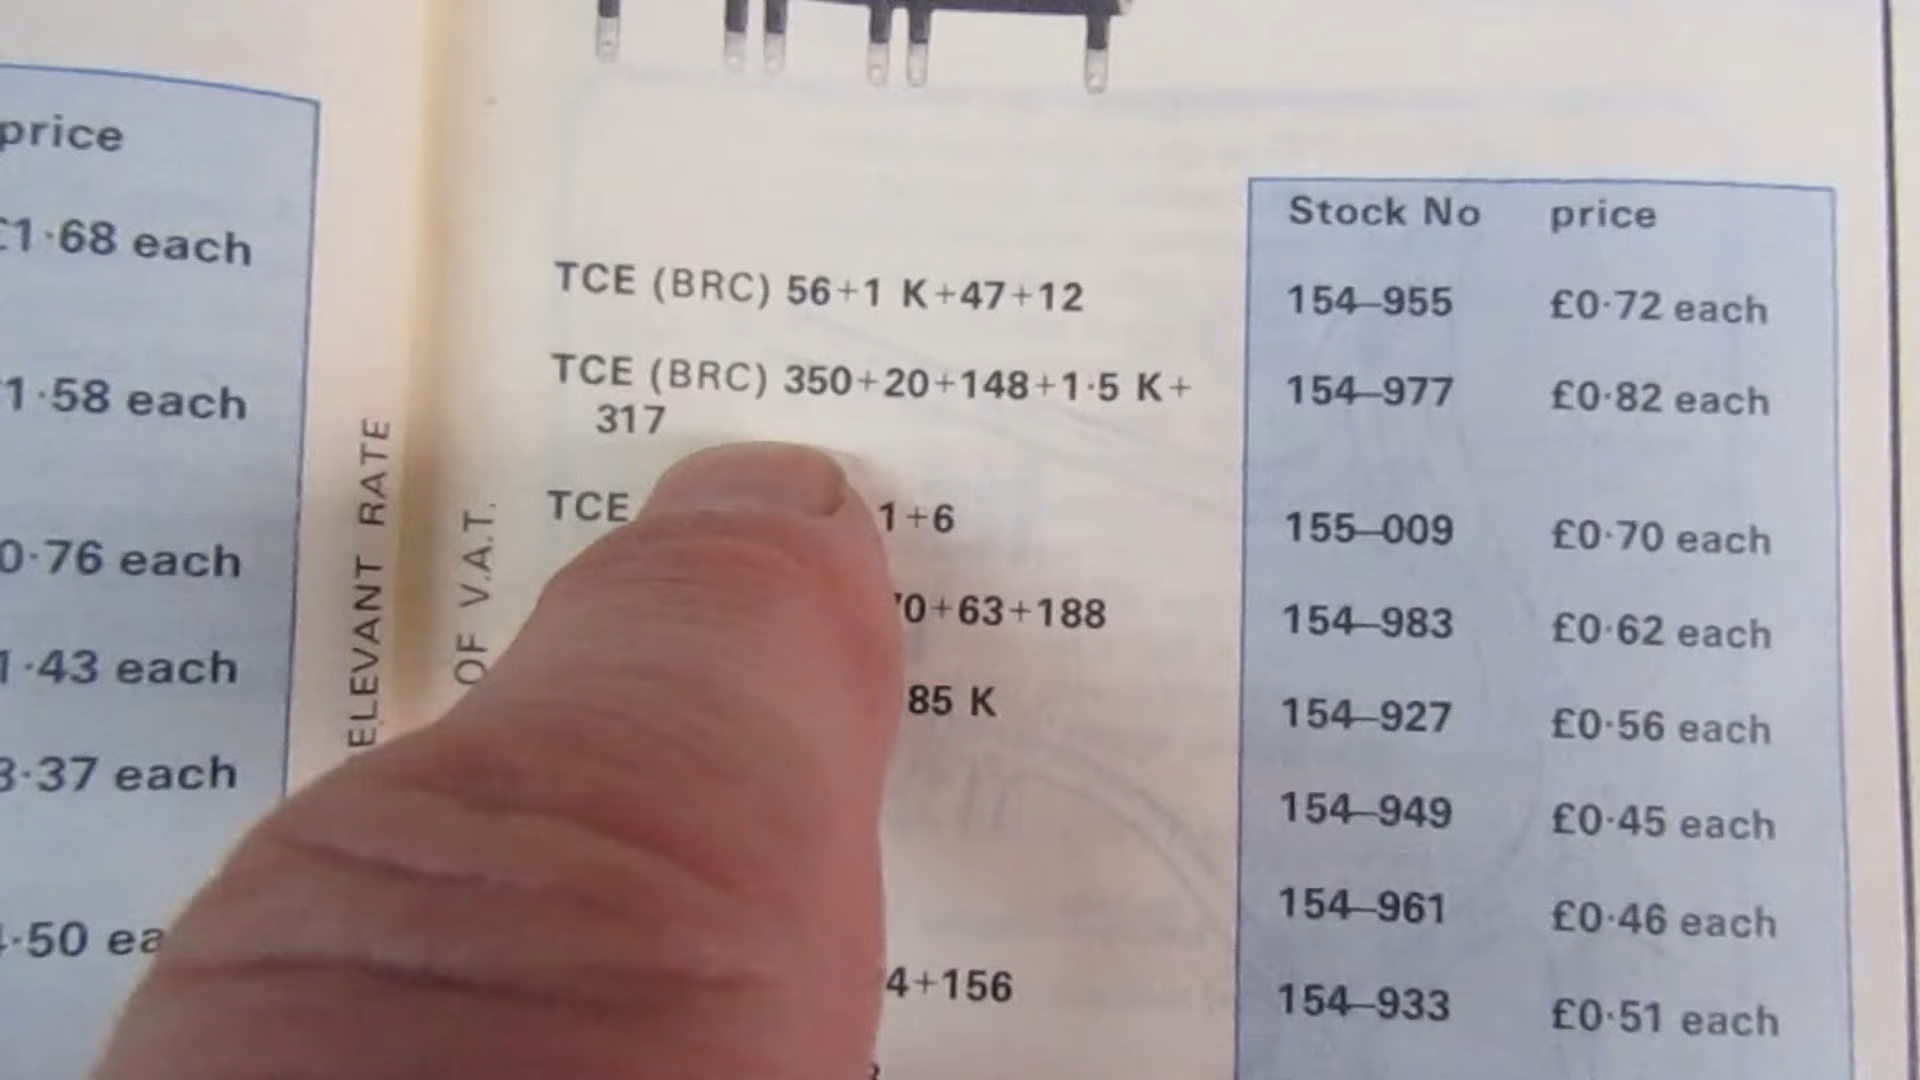 price
£1·68 each
1·58 each
0·76 each
1·43 each
3·37 each
·50
ELEVANT RATE
OF V.A.T.
TCE (BRC) 56+1 K+47+12
TCE (BRC) 350+20+148+1·5 K+
317
TCE 1+6
0+63+188
85 K
4+156
Stock No price
154–955 £0·72 each
154–977 £0·82 each
155–009 £0·70 each
154–983 £0·62 each
154–927 £0·56 each
154–949 £0·45 each
154–961 £0·46 each
154–933 £0·51 each